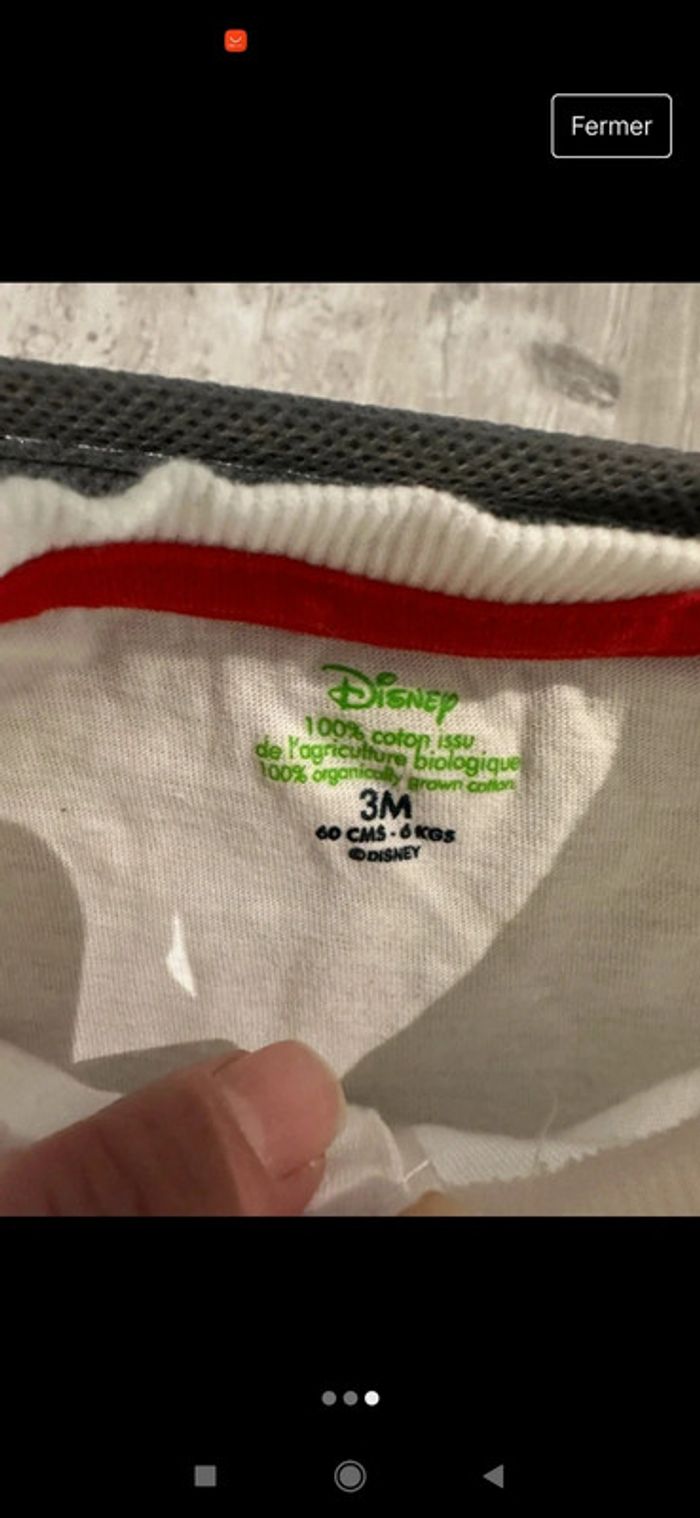 Fermer
Disney
100% coton issu
de l'agriculture biologique
100% organically grown cotton
3M
60 CMS - 6 KGS
©DISNEY